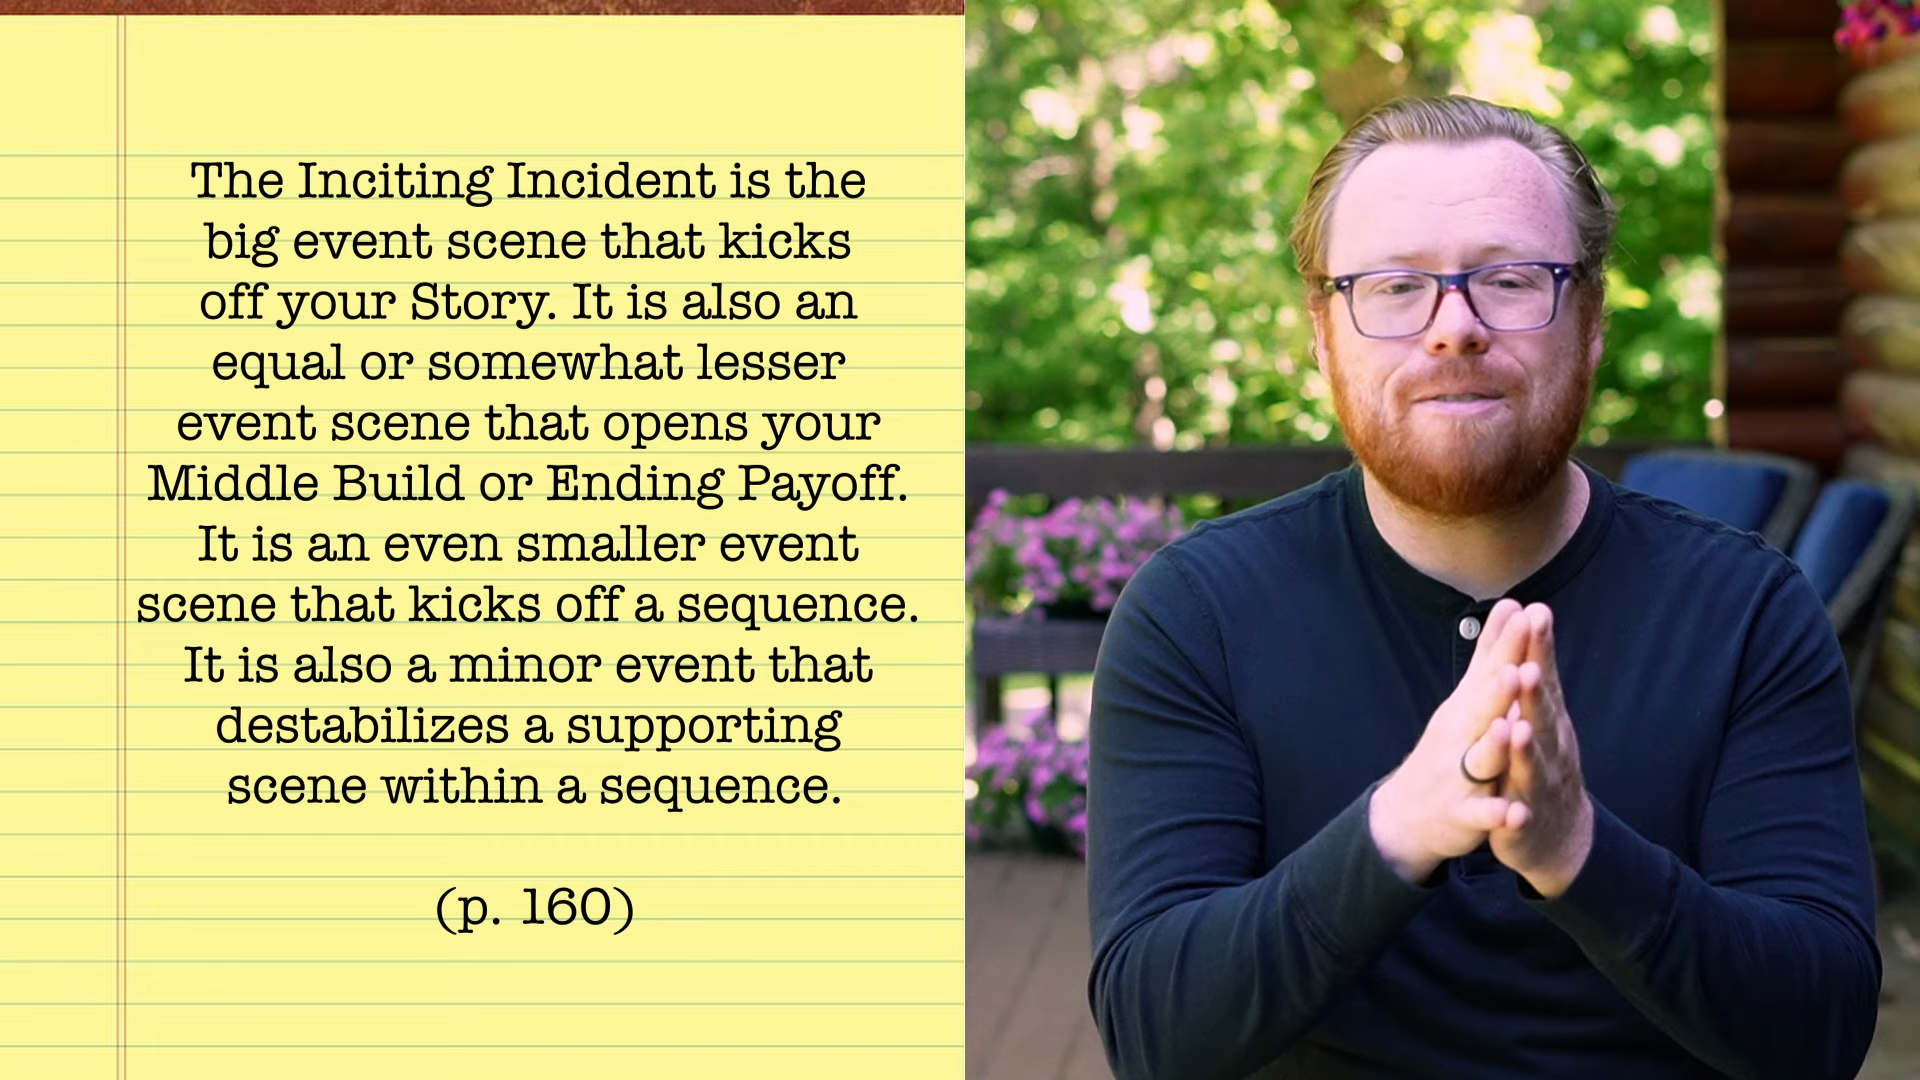 The Inciting Incident is the
big event scene that kicks
off your Story. It is also an
equal or somewhat lesser
event scene that opens your
Middle Build or Ending Payoff.
It is an even smaller event
scene that kicks off a sequence.
It is also a minor event that
destabilizes a supporting
scene within a sequence.
(p. 160)